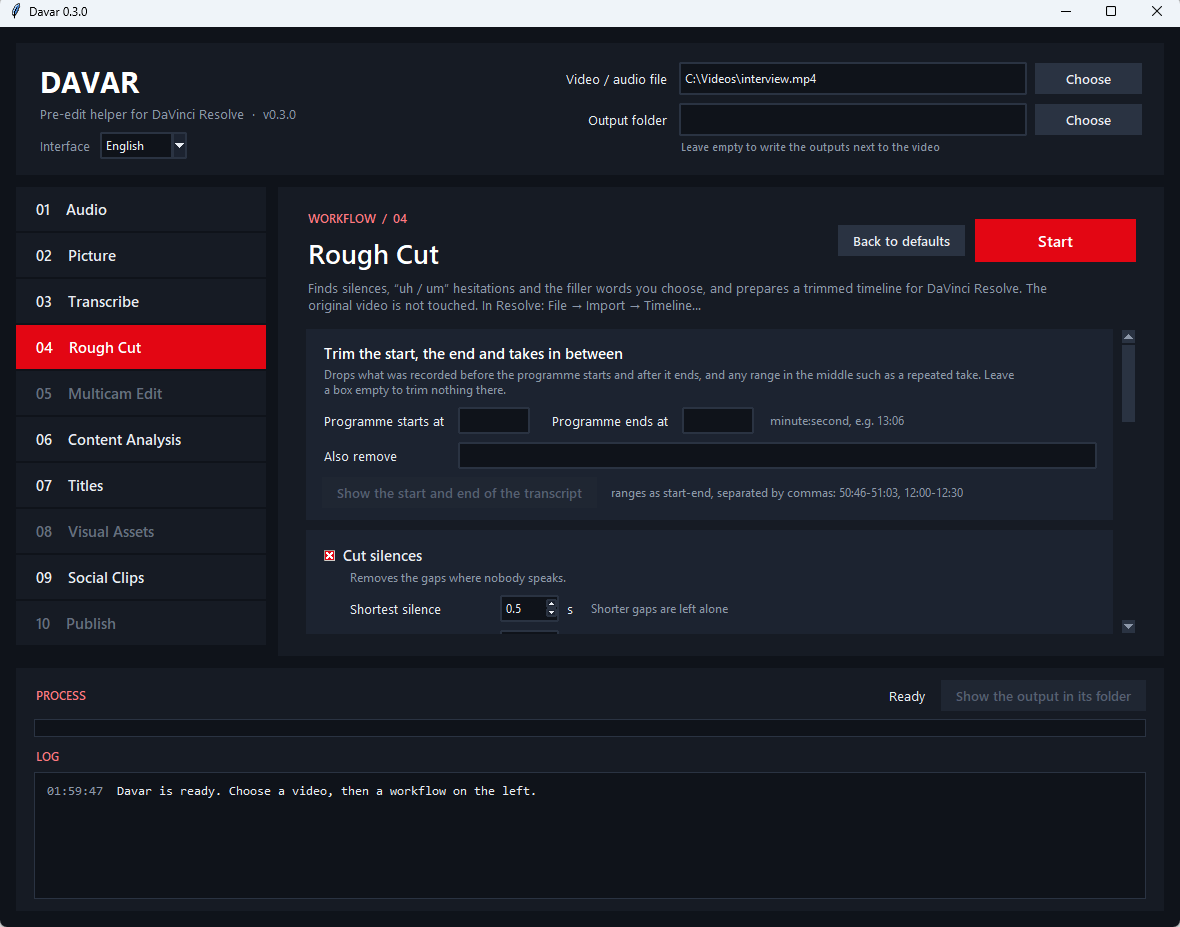 Davar 0.3.0
DAVAR
Pre-edit helper for DaVinci Resolve · v0.3.0
Interface English
Video / audio file C:\Videos\interview.mp4 Choose
Output folder Choose
Leave empty to write the outputs next to the video
01 Audio
02 Picture
03 Transcribe
04 Rough Cut
05 Multicam Edit
06 Content Analysis
07 Titles
08 Visual Assets
09 Social Clips
10 Publish
WORKFLOW / 04
Rough Cut
Back to defaults
Start
Finds silences, “uh / um” hesitations and the filler words you choose, and prepares a trimmed timeline for DaVinci Resolve. The
original video is not touched. In Resolve: File → Import → Timeline...
Trim the start, the end and takes in between
Drops what was recorded before the programme starts and after it ends, and any range in the middle such as a repeated take. Leave
a box empty to trim nothing there.
Programme starts at Programme ends at minute:second, e.g. 13:06
Also remove
Show the start and end of the transcript ranges as start-end, separated by commas: 50:46-51:03, 12:00-12:30
Cut silences
Removes the gaps where nobody speaks.
Shortest silence 0.5 s Shorter gaps are left alone
PROCESS
Ready
Show the output in its folder
LOG
01:59:47 Davar is ready. Choose a video, then a workflow on the left.